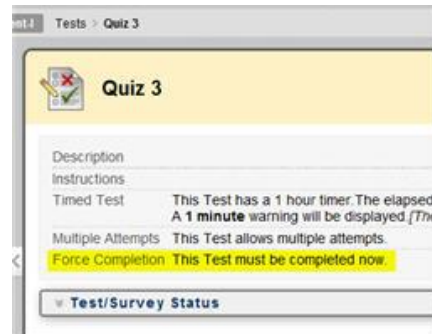 Tests > Quiz 3
Quiz 3
Description
Instructions
Timed Test This Test has a 1 hour timer. The elapsed
A 1 minute warning will be displayed. [The
Multiple Attempts This Test allows multiple attempts.
Force Completion This Test must be completed now.
Test/Survey Status